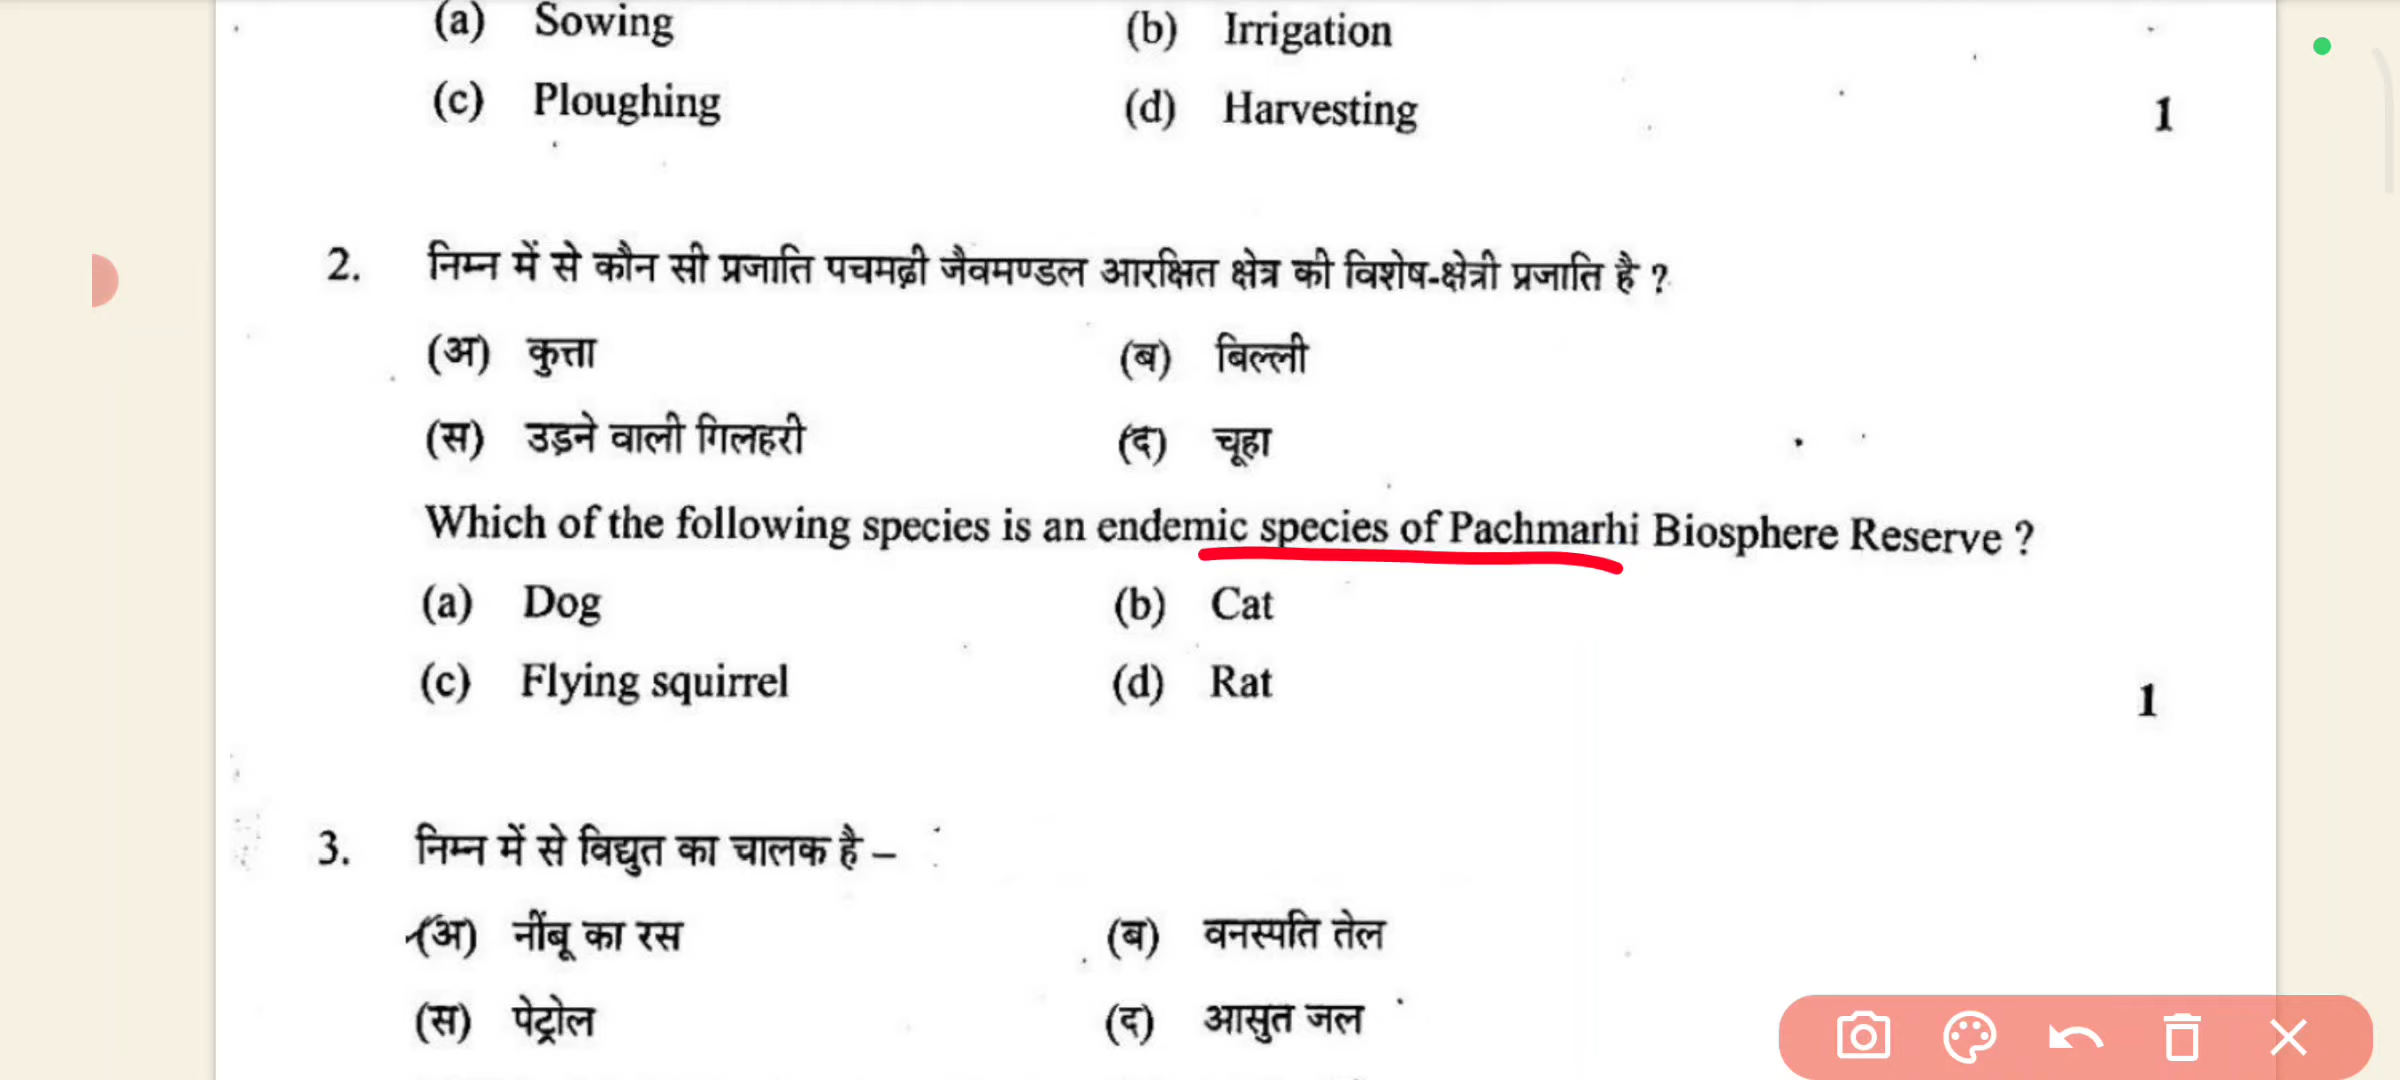 (a) Sowing (b) Irrigation
(c) Ploughing (d) Harvesting 1
2. निम्न में से कौन सी प्रजाति पचमढ़ी जैवमण्डल आरक्षित क्षेत्र की विशेष-क्षेत्री प्रजाति है ?
(अ) कुत्ता (ब) बिल्ली
(स) उड़ने वाली गिलहरी (द) चूहा
Which of the following species is an endemic species of Pachmarhi Biosphere Reserve ?
(a) Dog (b) Cat
(c) Flying squirrel (d) Rat 1
3. निम्न में से विद्युत का चालक है –
(अ) नींबू का रस (ब) वनस्पति तेल
(स) पेट्रोल (द) आसुत जल